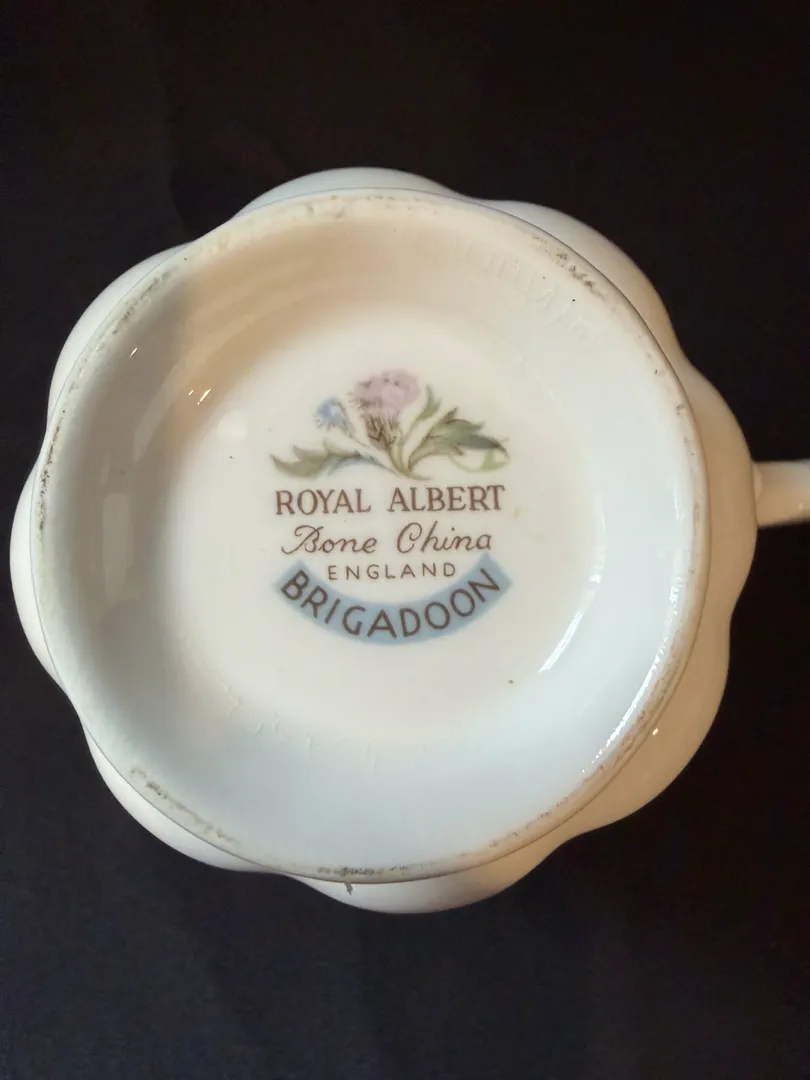 ROYAL ALBERT
Bone China
ENGLAND
BRIGADOON